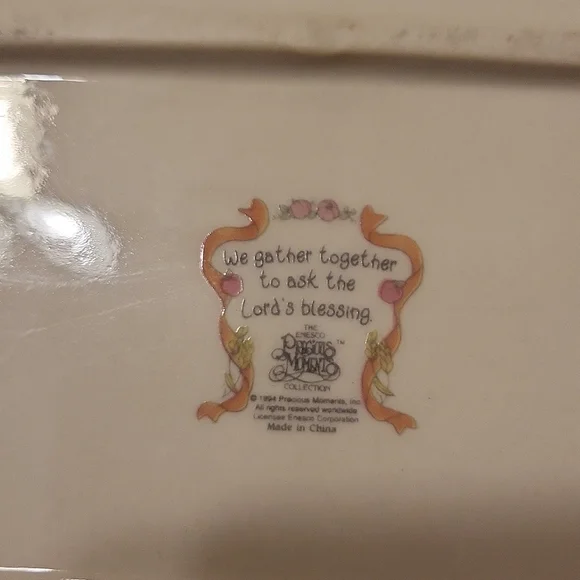 We gather together
to ask the
Lord's blessing.
THE
ENESCO
PRECIOUS
MOMENTS™
COLLECTION
© 1994 Precious Moments, Inc.
All rights reserved worldwide
Licensee Enesco Corporation
Made in China